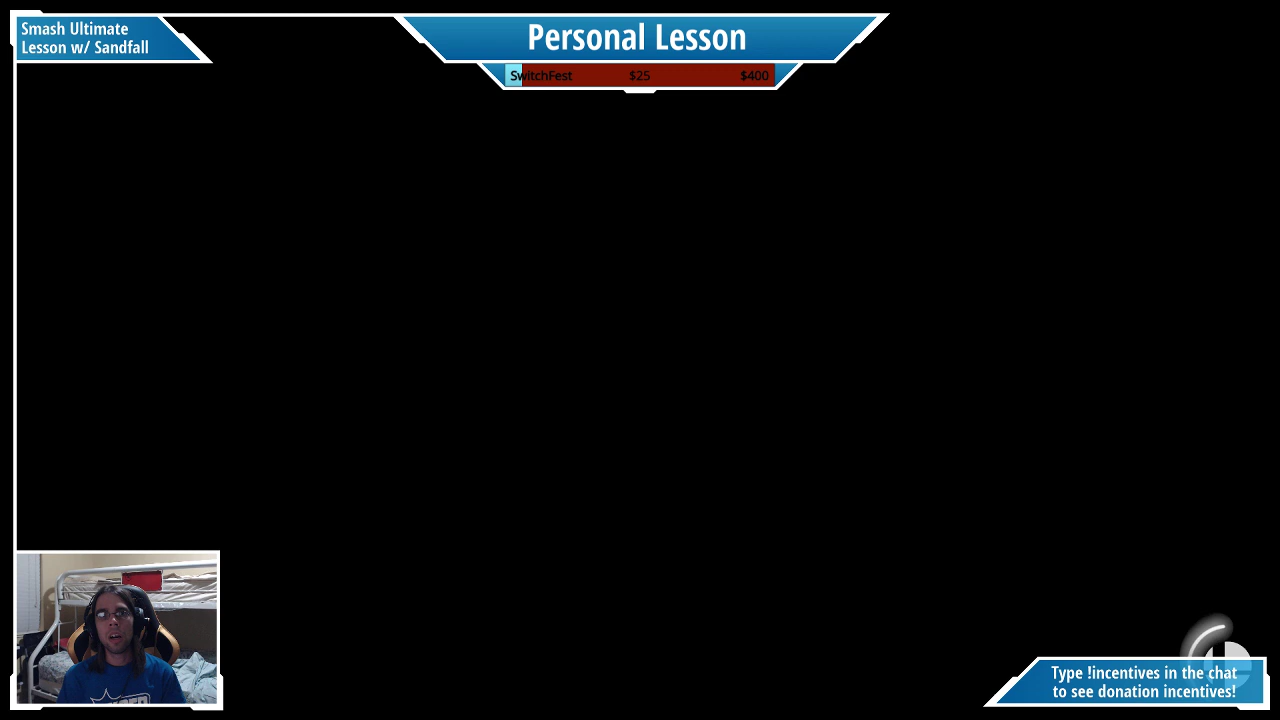 Smash Ultimate
Lesson w/ Sandfall
Personal Lesson
SwitchFest $25 $400
Type !incentives in the chat
to see donation incentives!